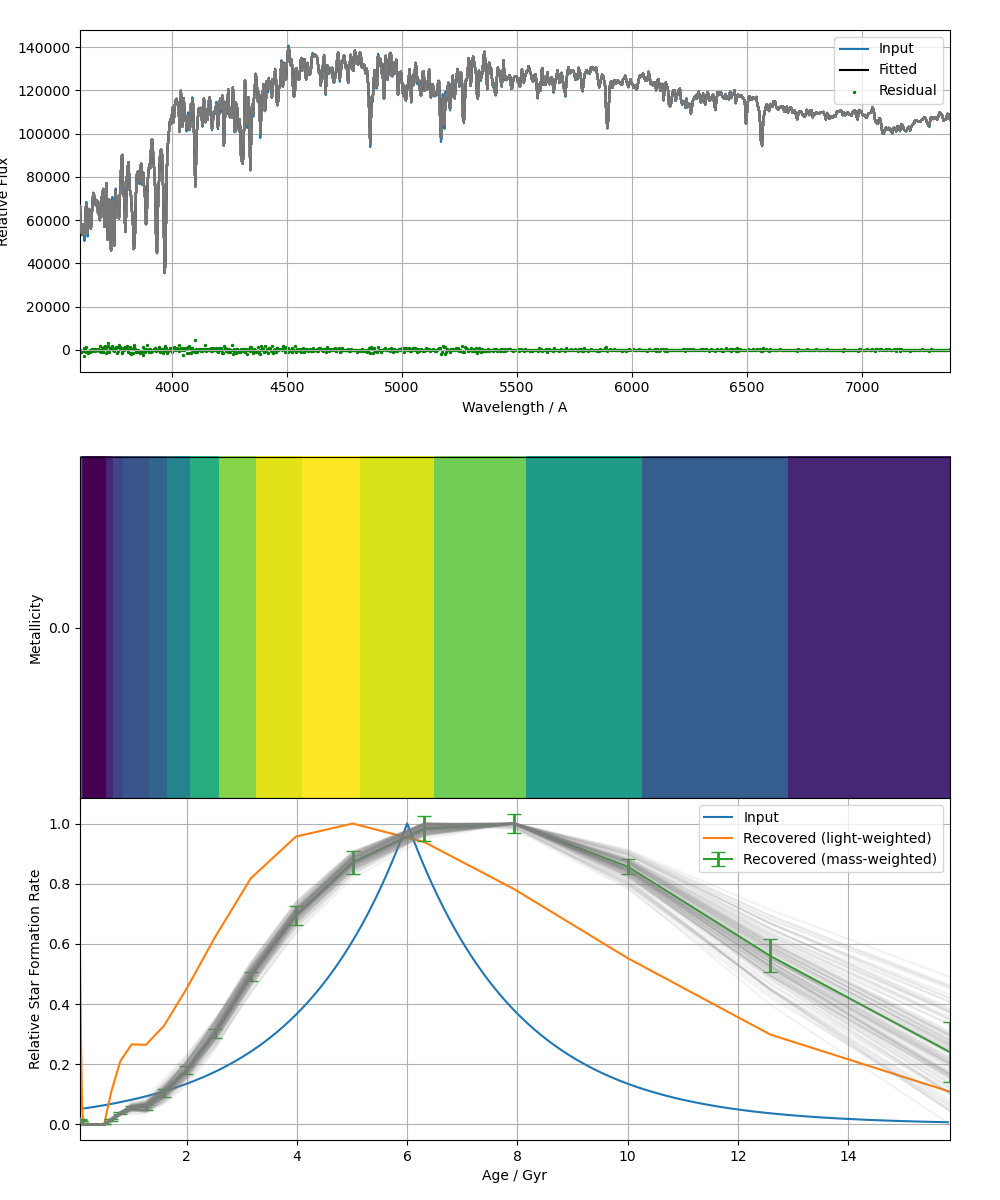 140000
120000
100000
80000
60000
40000
20000
0
Relative Flux
Input
Fitted
Residual
4000 4500 5000 5500 6000 6500 7000
Wavelength / A
Metallicity
0.0
1.0
0.8
0.6
0.4
0.2
0.0
Relative Star Formation Rate
Input
Recovered (light-weighted)
Recovered (mass-weighted)
2 4 6 8 10 12 14
Age / Gyr